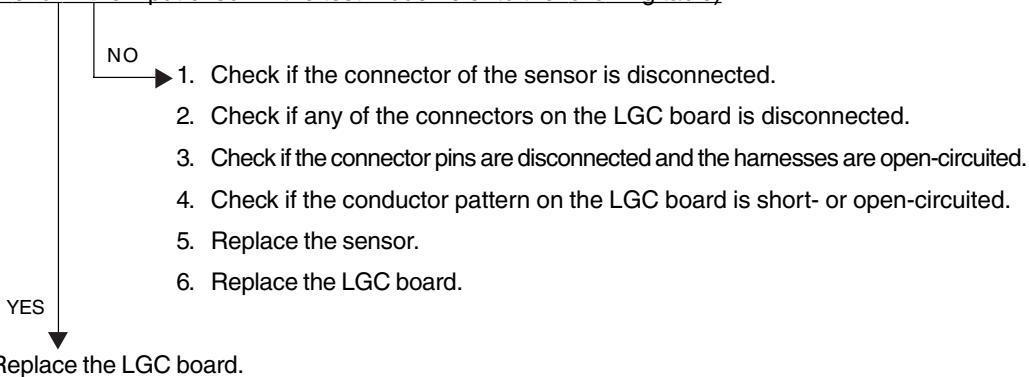 NO
1. Check if the connector of the sensor is disconnected.
2. Check if any of the connectors on the LGC board is disconnected.
3. Check if the connector pins are disconnected and the harnesses are open-circuited.
4. Check if the conductor pattern on the LGC board is short- or open-circuited.
5. Replace the sensor.
6. Replace the LGC board.
YES
Replace the LGC board.